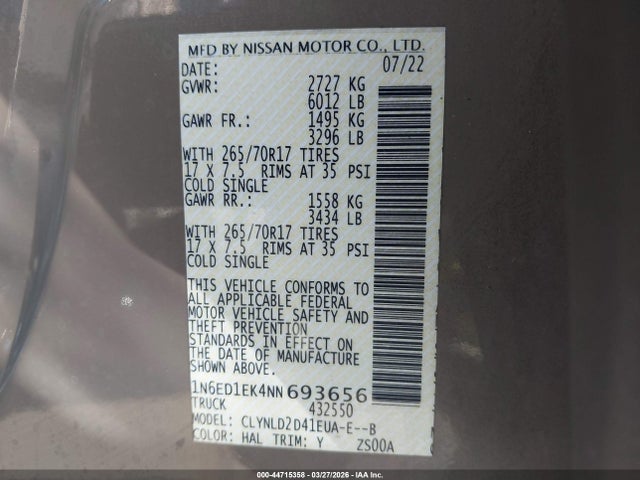 MFD BY NISSAN MOTOR CO., LTD.
DATE: 07/22
GVWR: 2727 KG
6012 LB
GAWR FR.: 1495 KG
3296 LB
WITH 265/70R17 TIRES
17 X 7.5 RIMS AT 35 PSI
COLD SINGLE
GAWR RR.: 1558 KG
3434 LB
WITH 265/70R17 TIRES
17 X 7.5 RIMS AT 35 PSI
COLD SINGLE
THIS VEHICLE CONFORMS TO
ALL APPLICABLE FEDERAL
MOTOR VEHICLE SAFETY AND
THEFT PREVENTION
STANDARDS IN EFFECT ON
THE DATE OF MANUFACTURE
SHOWN ABOVE.
1N6ED1EK4NN693656
TRUCK 432550
MODEL: CLYNLD2D41EUA-E--B
COLOR: HAL TRIM: Y ZS00A
000-44715358 - 03/27/2026 - IAA Inc.